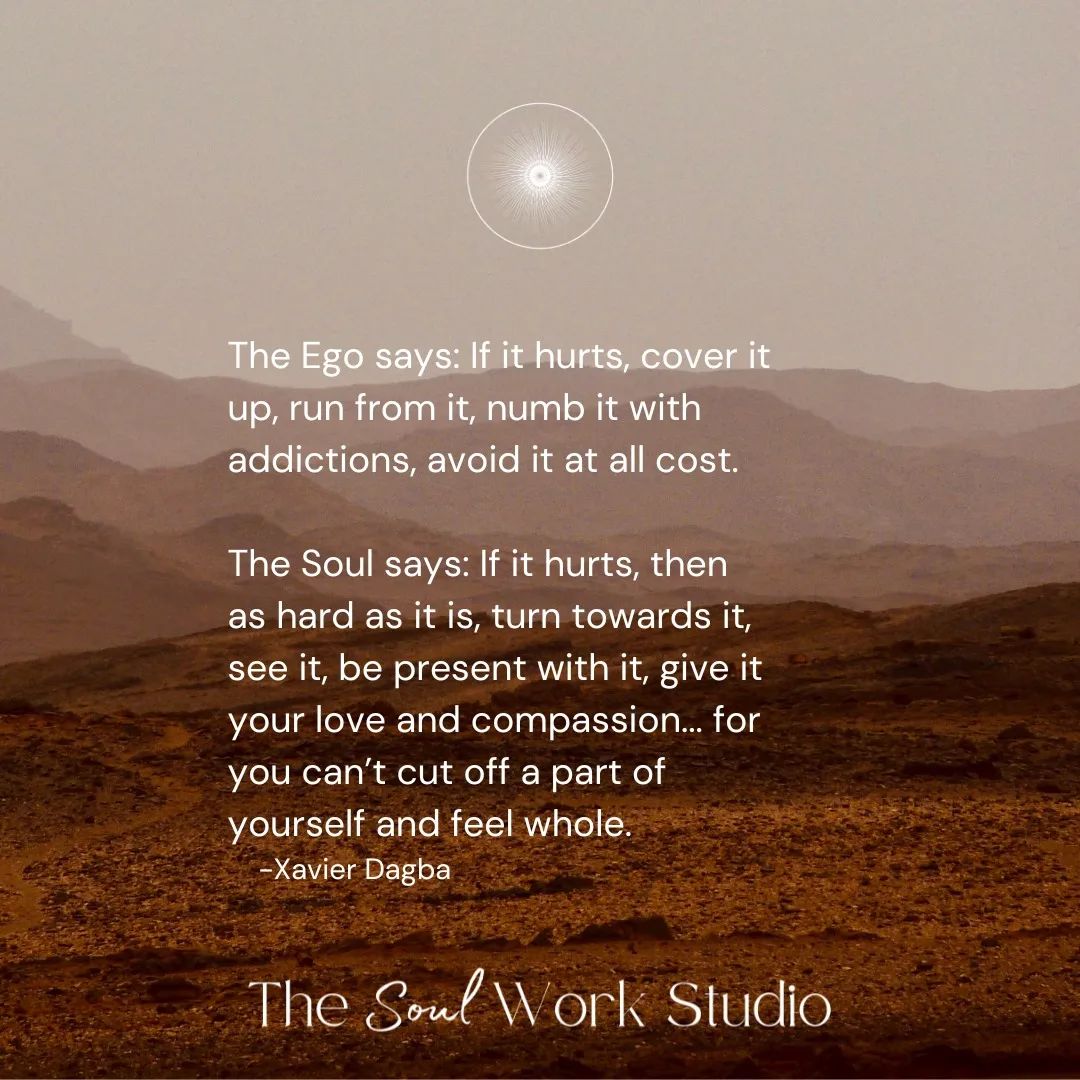 The Ego says: If it hurts, cover it
up, run from it, numb it with
addictions, avoid it at all cost.
The Soul says: If it hurts, then
as hard as it is, turn towards it,
see it, be present with it, give it
your love and compassion... for
you can’t cut off a part of
yourself and feel whole.
-Xavier Dagba
The Soul Work Studio